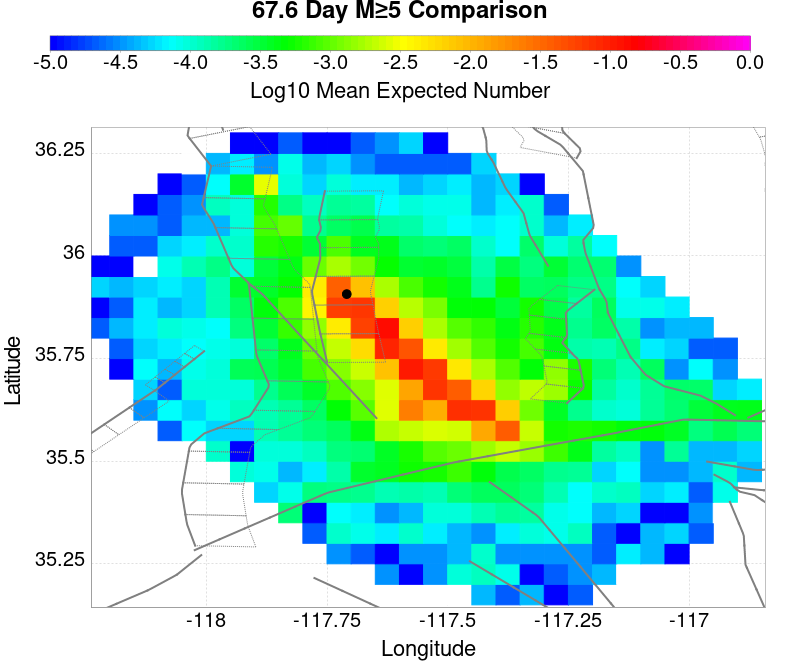 67.6 Day M≥5 Comparison
-5.0 -4.5 -4.0 -3.5 -3.0 -2.5 -2.0 -1.5 -1.0 -0.5 0.0
Log10 Mean Expected Number
36.25
36
35.75
35.5
35.25
Latitude
-118 -117.75 -117.5 -117.25 -117
Longitude